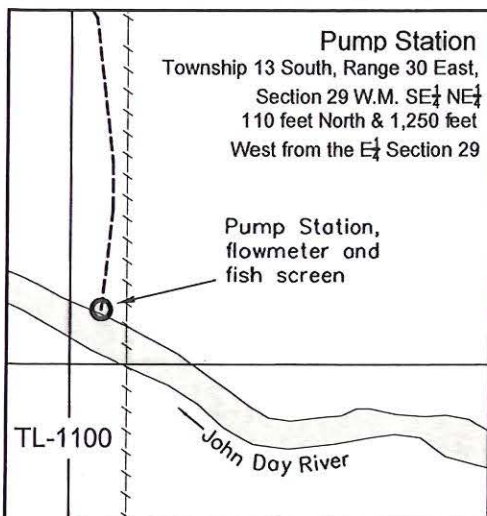 Pump Station
Township 13 South, Range 30 East,
Section 29 W.M. SE¼ NE¼
110 feet North & 1,250 feet
West from the E¼ Section 29
Pump Station,
flowmeter and
fish screen
TL-1100
John Day River